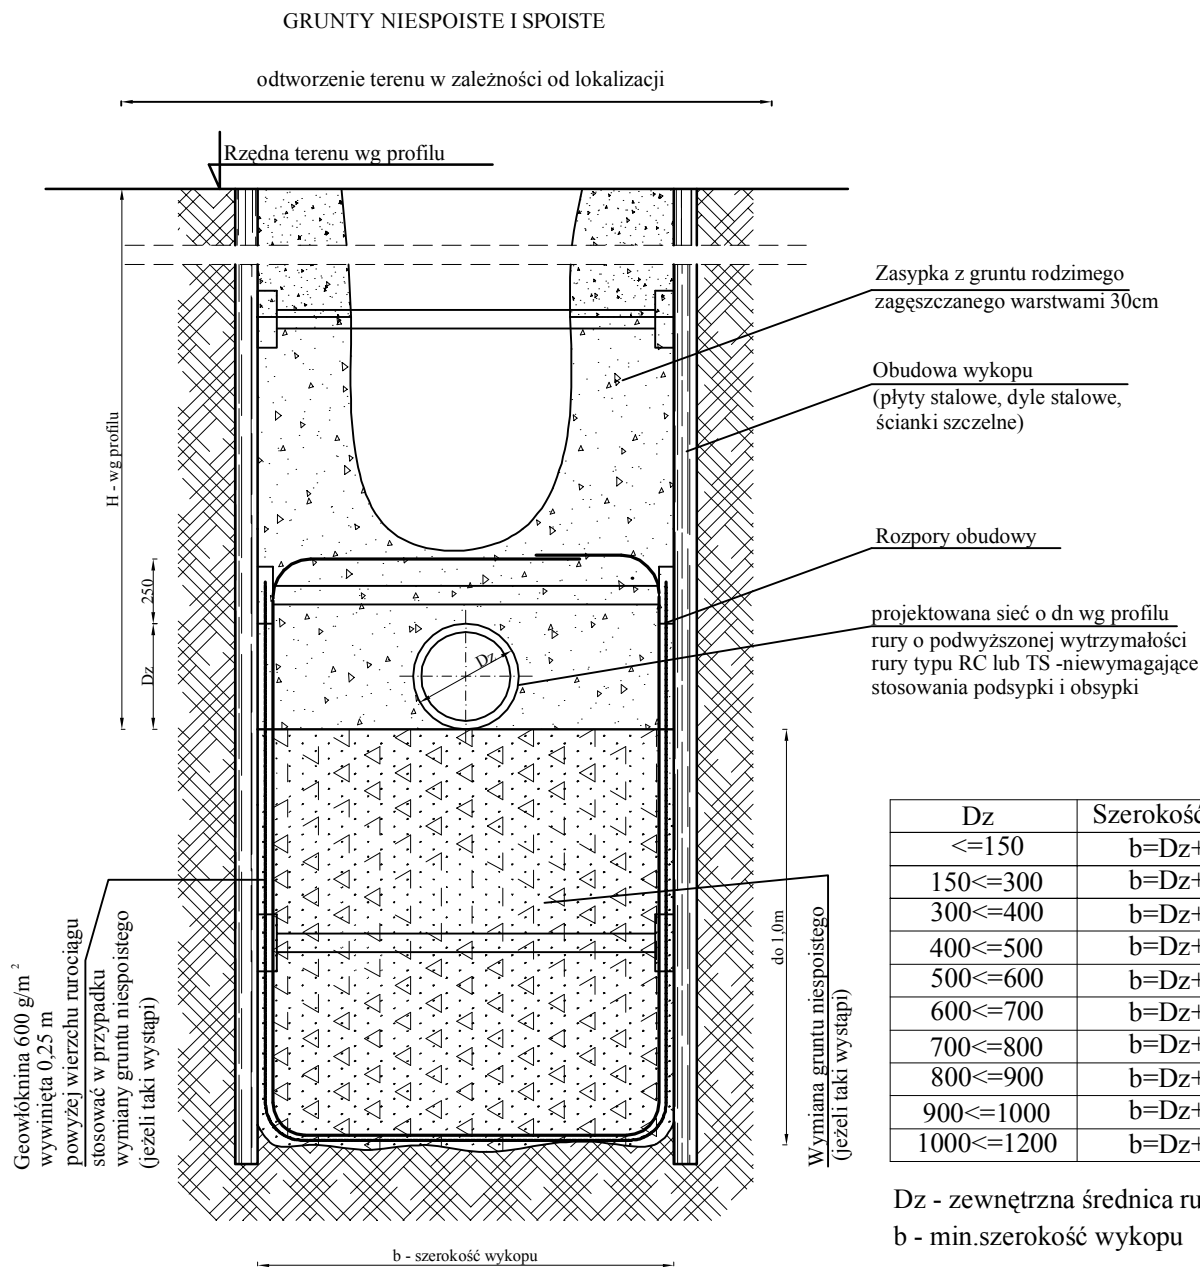 GRUNTY NIESPOISTE I SPOISTE
odtworzenie terenu w zależności od lokalizacji
Rzędna terenu wg profilu
Zasypka z gruntu rodzimego
zagęszczanego warstwami 30cm
Obudowa wykopu
(płyty stalowe, dyle stalowe,
ścianki szczelne)
H - wg profilu
Rozpory obudowy
250
Dz
Dz
projektowana sieć o dn wg profilu
rury o podwyższonej wytrzymałości
rury typu RC lub TS -niewymagające
stosowania podsypki i obsypki
do 1,0m
Geowłóknina 600 g/m²
wywinięta 0,25 m
powyżej wierzchu rurociągu
stosować w przypadku
wymiany gruntu niespoistego
(jeżeli taki wystąpi)
Wymiana gruntu niespoistego
(jeżeli taki wystąpi)
b - szerokość wykopu
Dz Szerokość
<=150 b=Dz+
150<=300 b=Dz+
300<=400 b=Dz+
400<=500 b=Dz+
500<=600 b=Dz+
600<=700 b=Dz+
700<=800 b=Dz+
800<=900 b=Dz+
900<=1000 b=Dz+
1000<=1200 b=Dz+
Dz - zewnętrzna średnica ru
b - min.szerokość wykopu